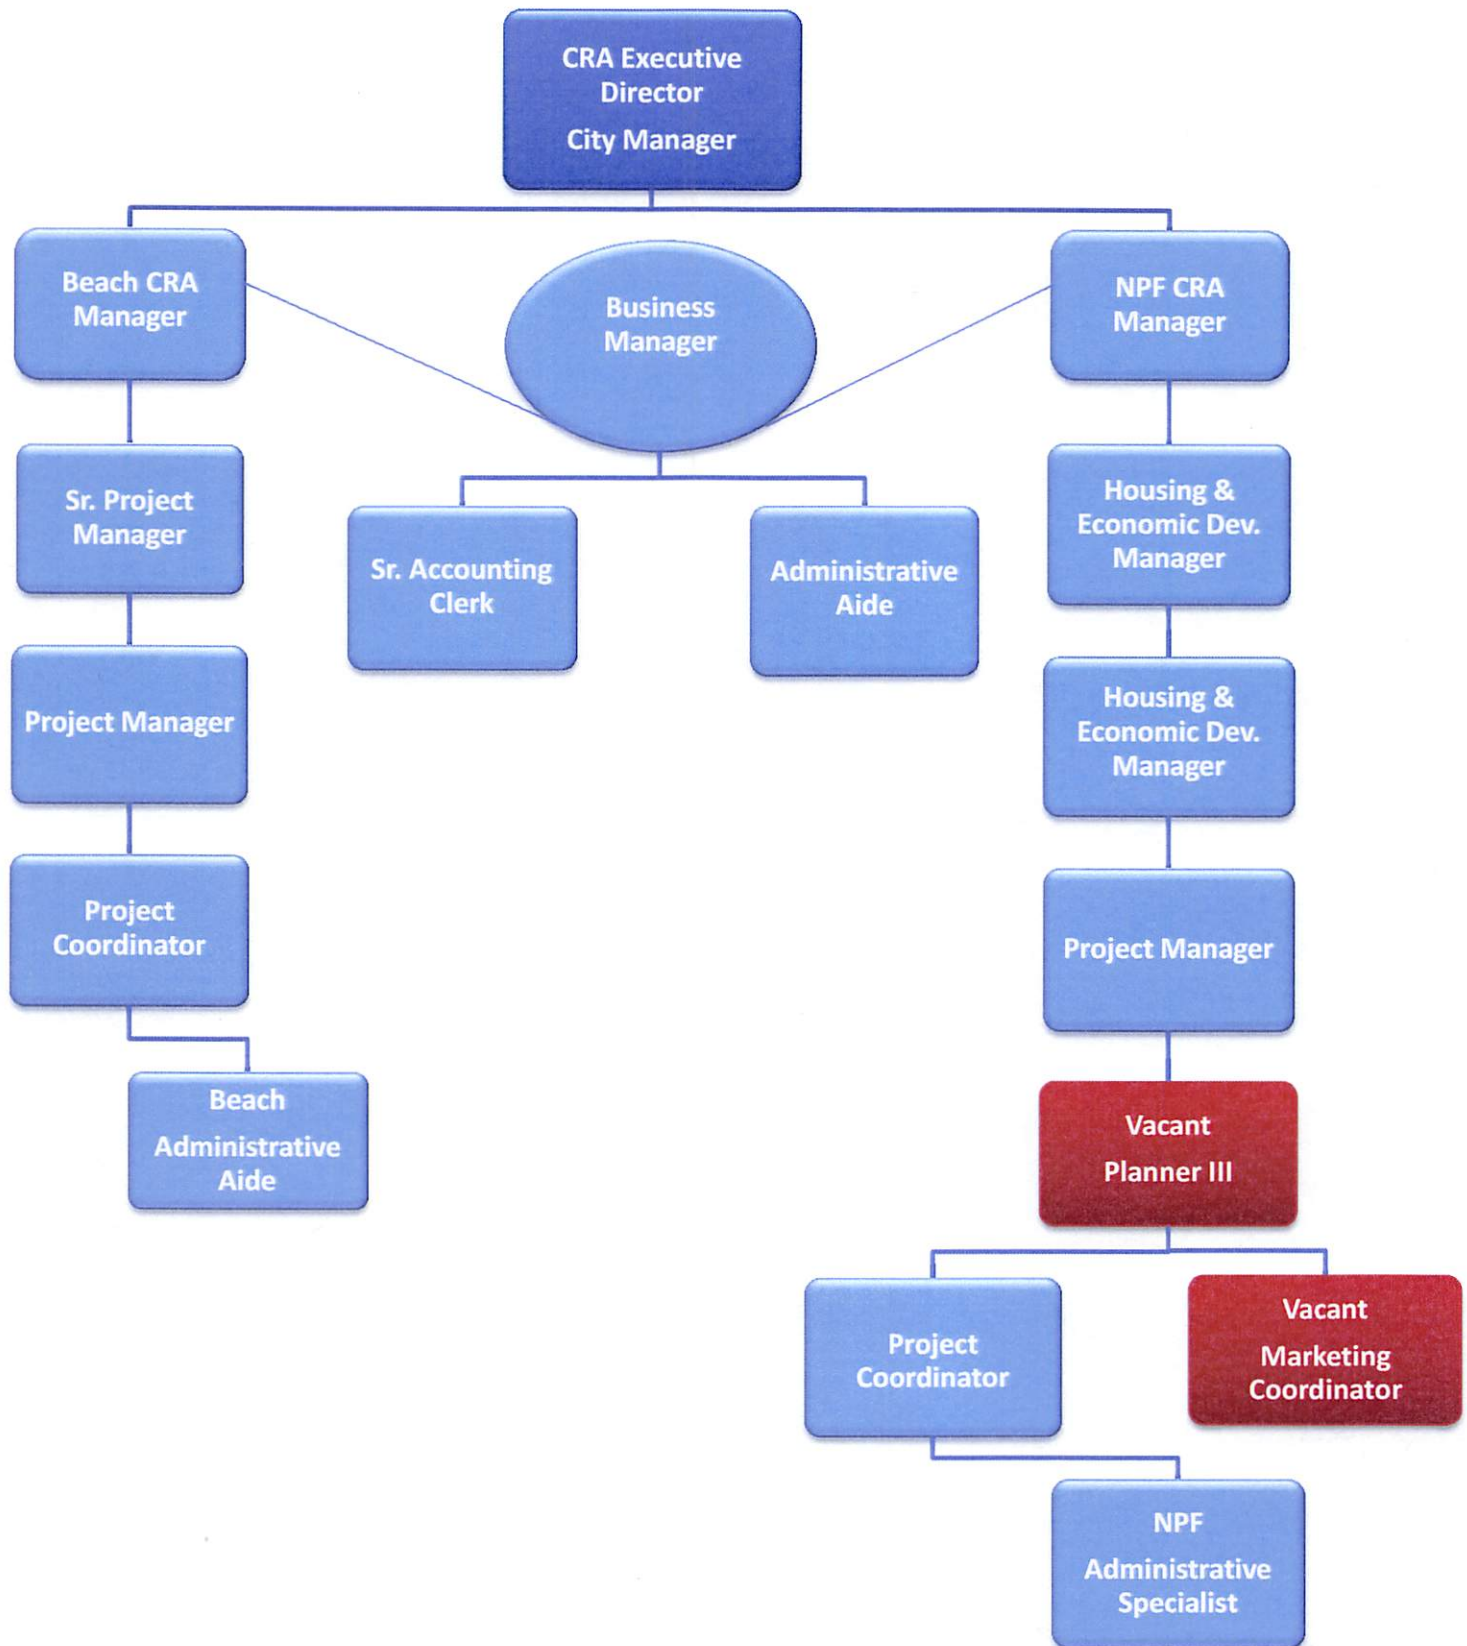 CRA Executive
Director
City Manager
Beach CRA
Manager
Business
Manager
NPF CRA
Manager
Sr. Project
Manager
Sr. Accounting
Clerk
Administrative
Aide
Housing &
Economic Dev.
Manager
Project Manager
Housing &
Economic Dev.
Manager
Project
Coordinator
Project Manager
Beach
Administrative
Aide
Vacant
Planner III
Project
Coordinator
Vacant
Marketing
Coordinator
NPF
Administrative
Specialist